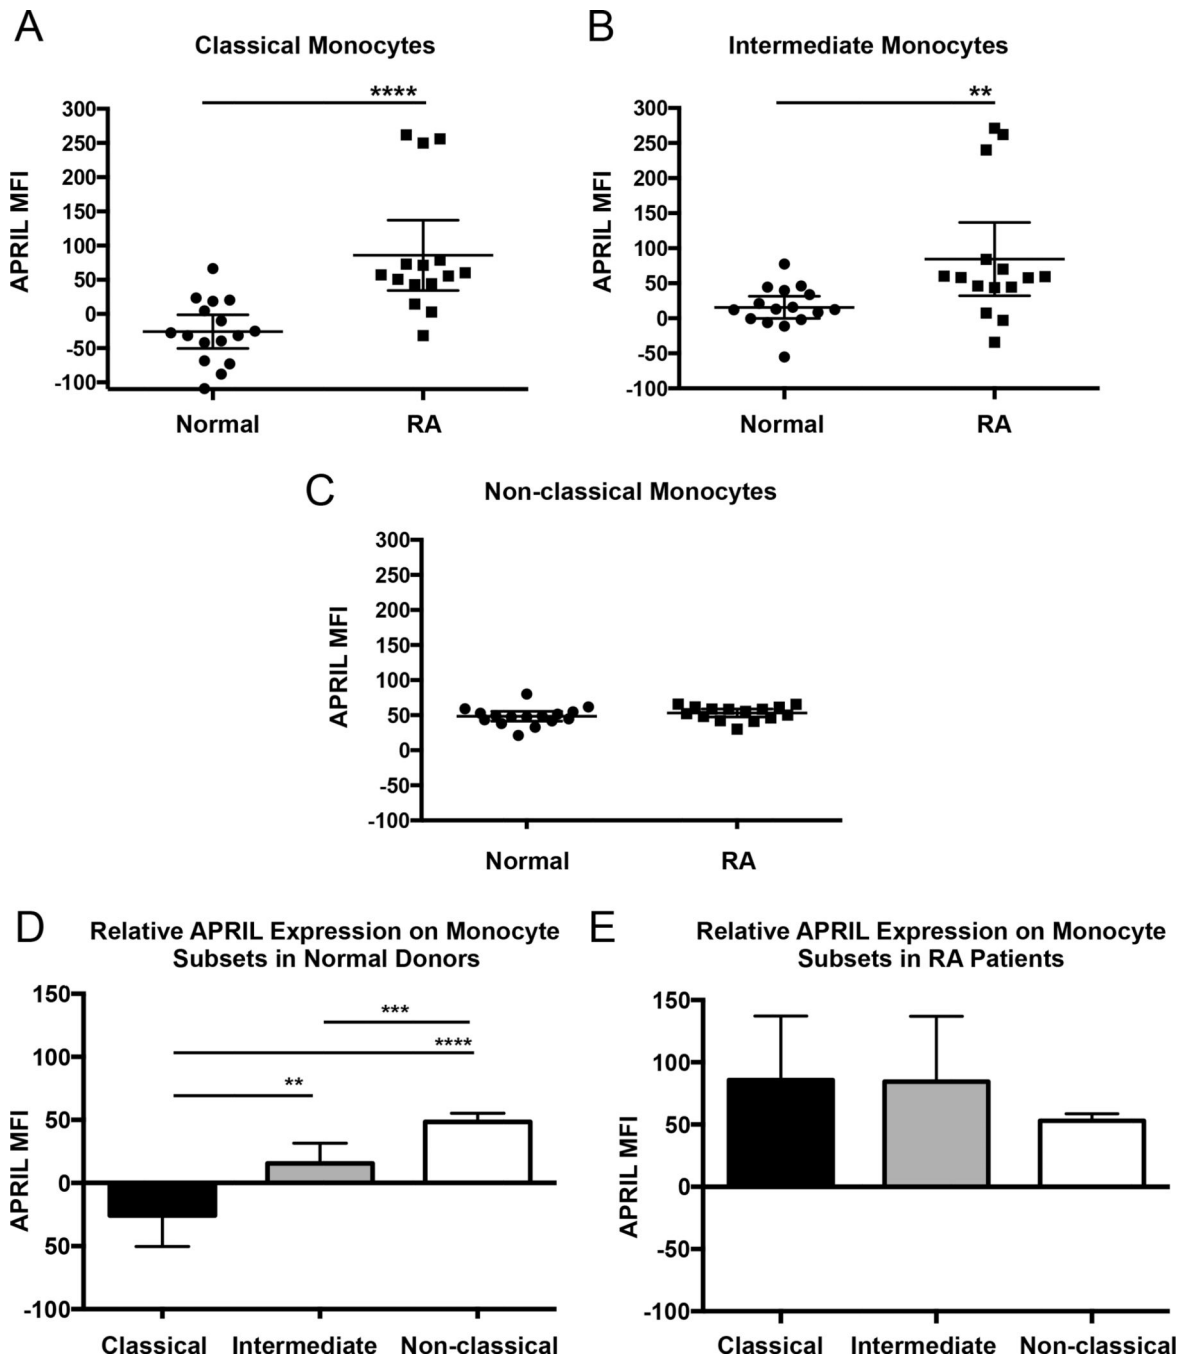 A
Classical Monocytes
****
300
250
200
150
100
50
0
-50
-100
APRIL MFI
Normal RA
B
Intermediate Monocytes
**
300
250
200
150
100
50
0
-50
-100
APRIL MFI
Normal RA
C
Non-classical Monocytes
300
250
200
150
100
50
0
-50
-100
APRIL MFI
Normal RA
D
Relative APRIL Expression on Monocyte
Subsets in Normal Donors
***
****
**
150
100
50
0
50
-100
APRIL MFI
Classical Intermediate Non-classical
E
Relative APRIL Expression on Monocyte
Subsets in RA Patients
150
100
50
0
-50
-100
APRIL MFI
Classical Intermediate Non-classical